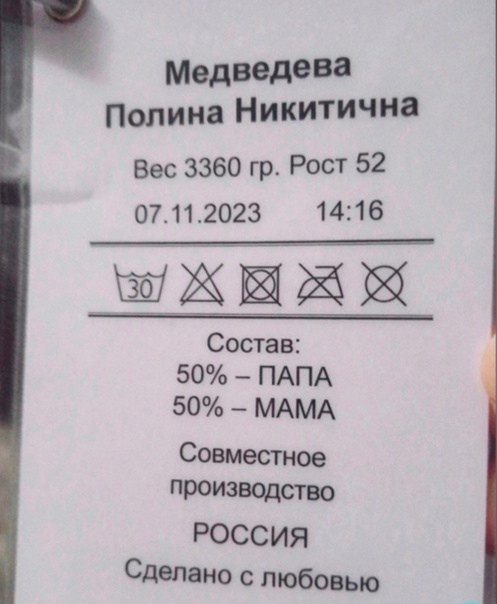 Медведева
Полина Никитична
Вес 3360 гр. Рост 52
07.11.2023 14:16
30
Состав:
50% – ПАПА
50% – МАМА
Совместное
производство
РОССИЯ
Сделано с любовью